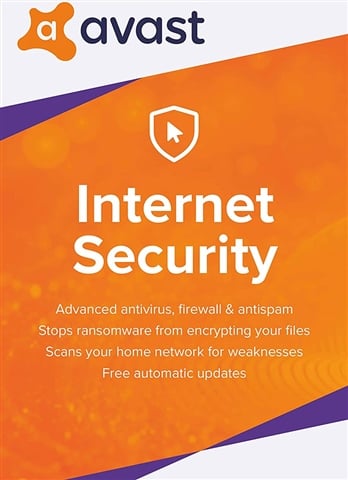 avast
Internet
Security
Advanced antivirus, firewall & antispam
Stops ransomware from encrypting your files
Scans your home network for weaknesses
Free automatic updates